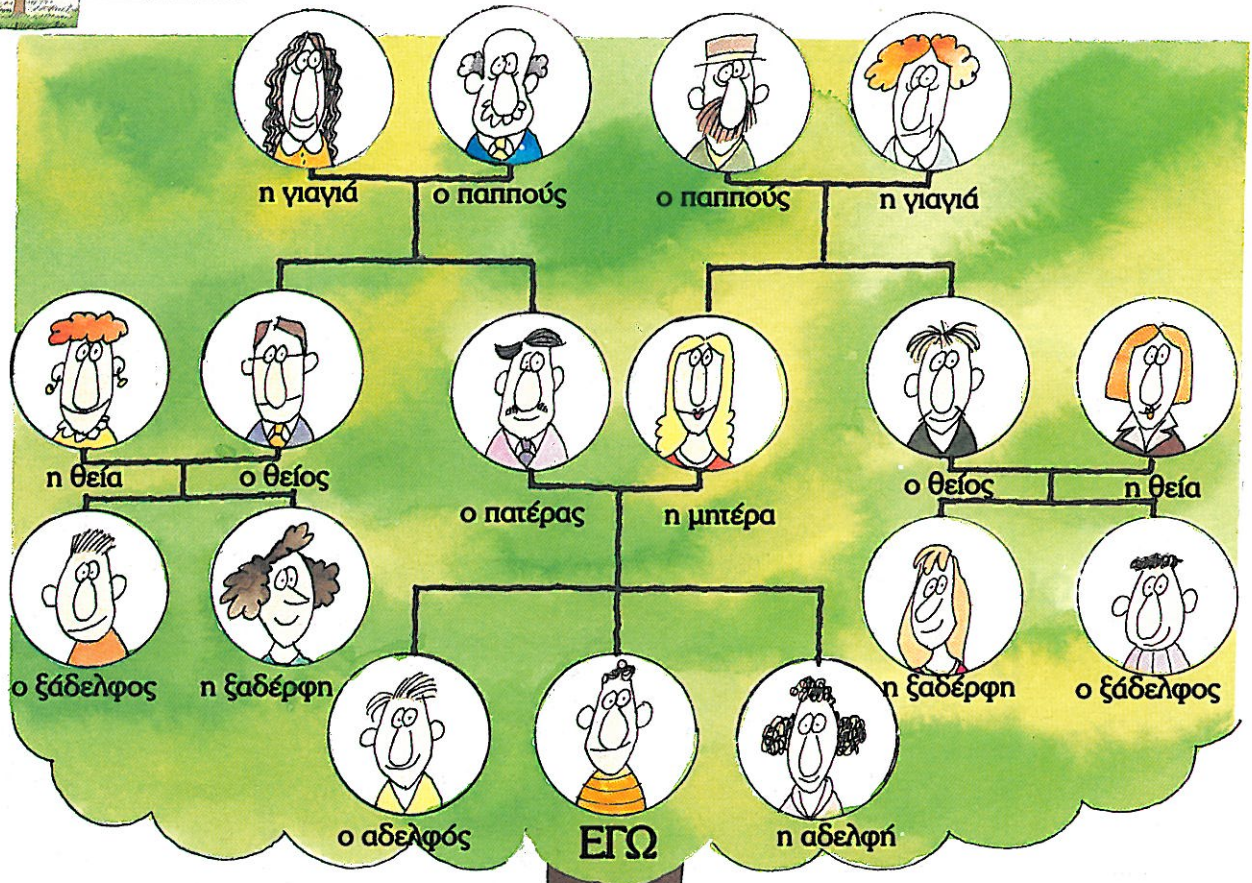 η γιαγιά ο παππούς ο παππούς η γιαγιά
η θεία ο θείος ο πατέρας η μητέρα ο θείος η θεία
ο ξάδελφος η ξαδέρφη η ξαδέρφη ο ξάδελφος
ο αδελφός ΕΓΩ η αδελφή